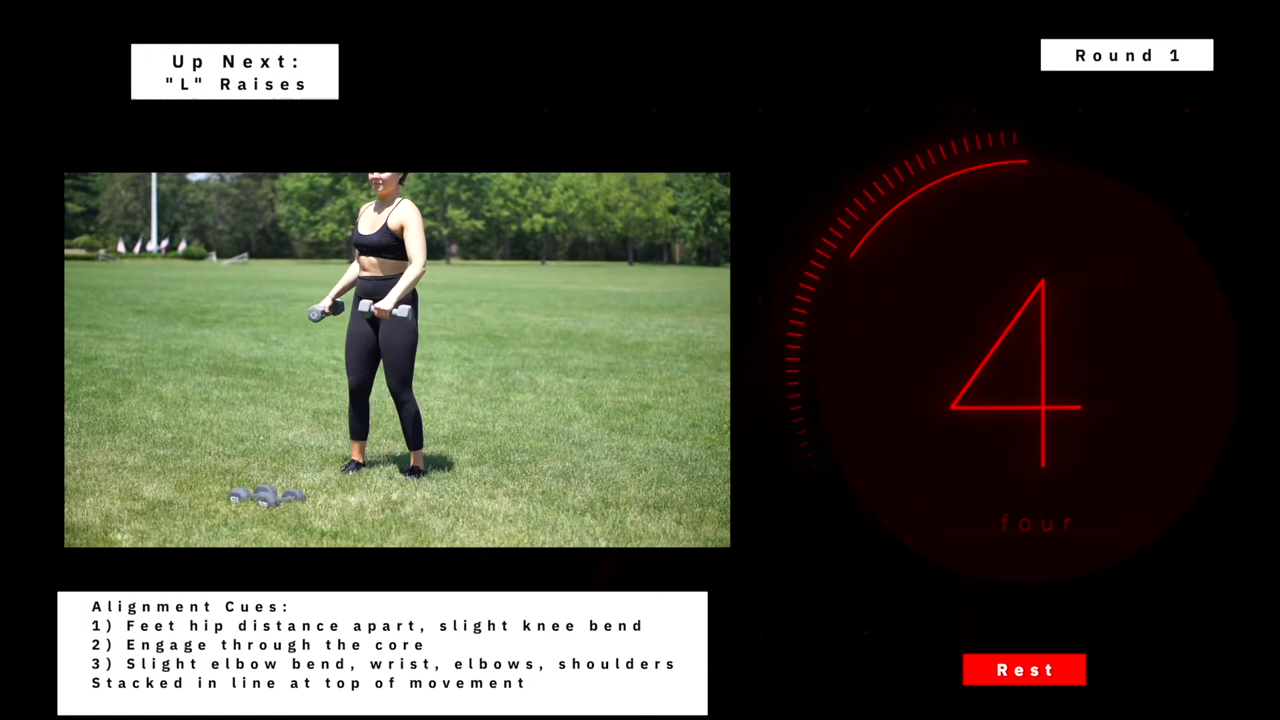 Up Next:
"L" Raises
Round 1
4
four
Alignment Cues:
1) Feet hip distance apart, slight knee bend
2) Engage through the core
3) Slight elbow bend, wrist, elbows, shoulders
Stacked in line at top of movement
Rest